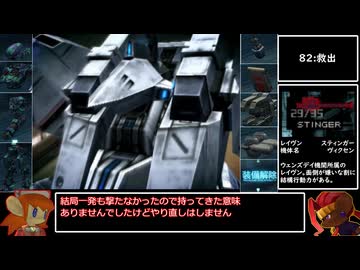 82:救出
29/35
STINGER
レイヴン スティンガー
機体名 ヴィクセン
ウェンズデイ機関所属の
レイヴン。面倒が嫌いな割に
結構行動力がある。
装備解除
結局一発も撃たなかったので持ってきた意味
ありませんでしたけどやり直しはしません